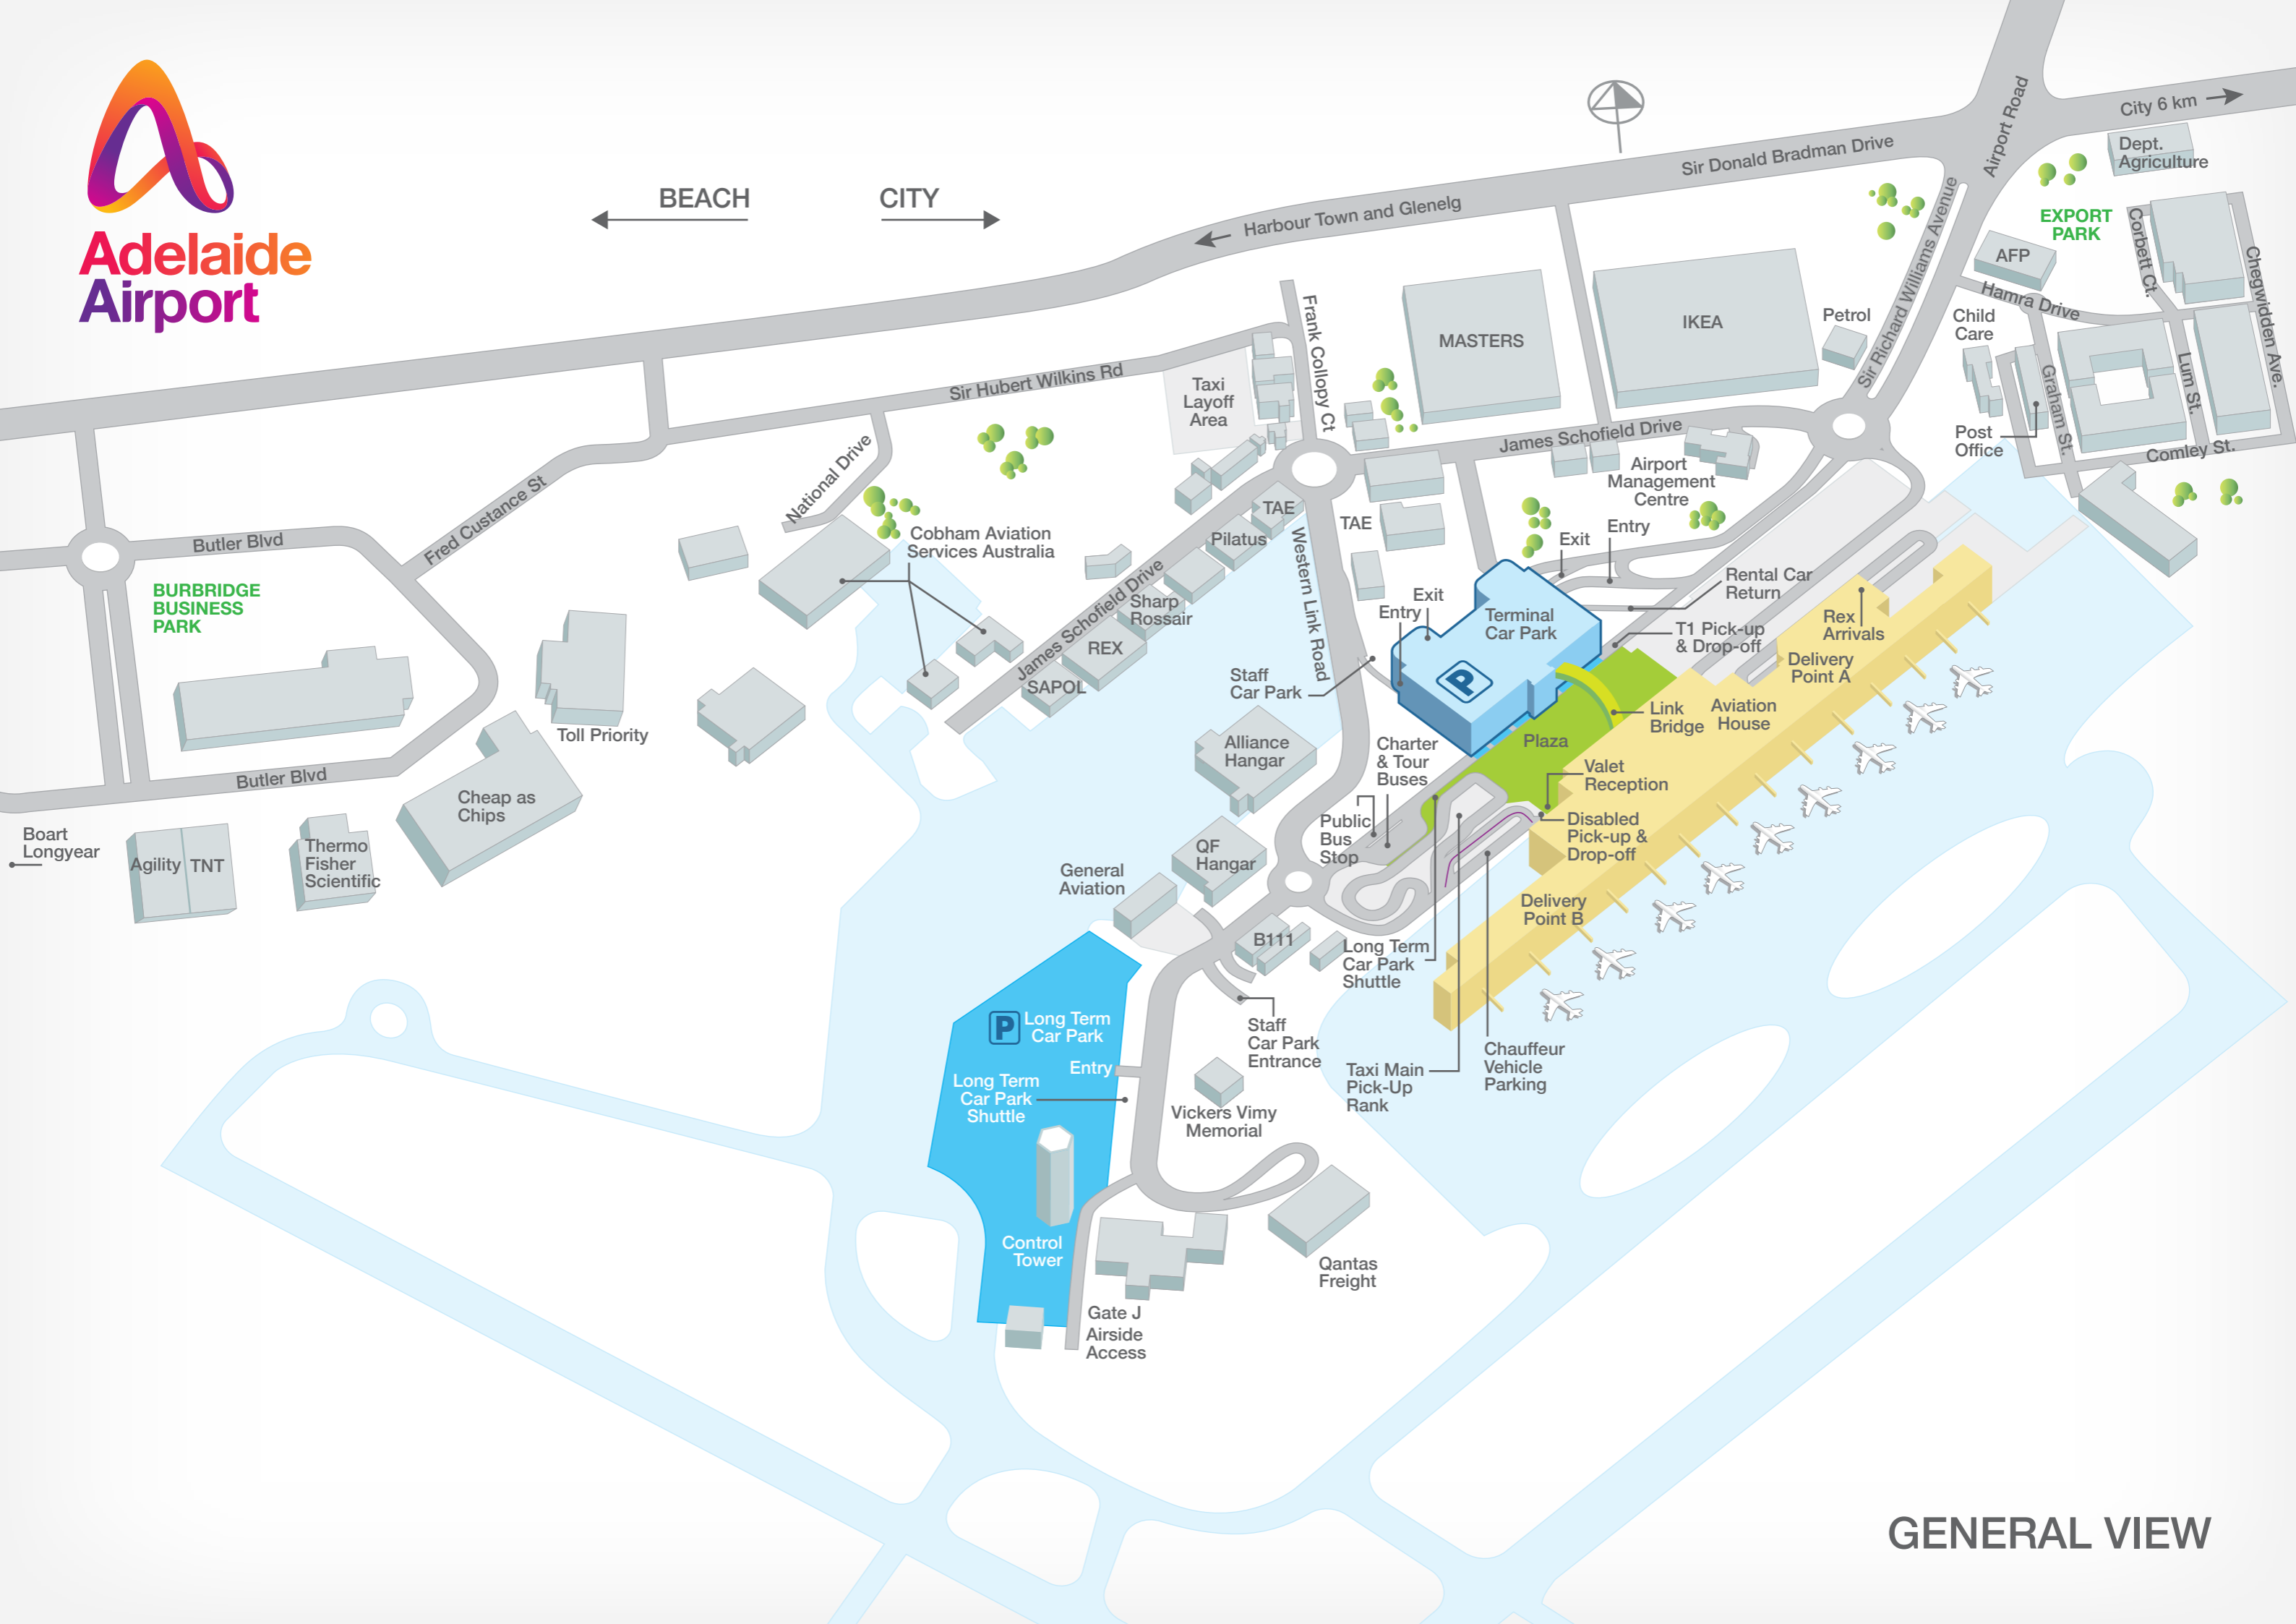 Adelaide
Airport
BEACH
CITY
City 6 km
Airport Road
Sir Donald Bradman Drive
Harbour Town and Glenelg
Dept.
Agriculture
EXPORT
PARK
Corbett Ct.
Chegwidden Ave.
AFP
Hamra Drive
Sir Richard Williams Avenue
Child
Care
Petrol
IKEA
MASTERS
Frank Collopy Ct
Sir Hubert Wilkins Rd
Taxi
Layoff
Area
Graham St.
Lum St.
Post
Office
Comley St.
James Schofield Drive
Airport
Management
Centre
National Drive
Fred Custance St
Butler Blvd
BURBRIDGE
BUSINESS
PARK
Cobham Aviation
Services Australia
TAE
TAE
Pilatus
Sharp
Rossair
REX
SAPOL
James Schofield Drive
Western Link Road
Exit
Entry
Exit
Entry
Terminal
Car Park
P
Rental Car
Return
T1 Pick-up
& Drop-off
Rex
Arrivals
Delivery
Point A
Staff
Car Park
Link
Bridge
Aviation
House
Plaza
Toll Priority
Alliance
Hangar
Charter
& Tour
Buses
Valet
Reception
Butler Blvd
Cheap as
Chips
Public
Bus
Stop
Disabled
Pick-up &
Drop-off
Boart
Longyear
Agility
TNT
Thermo
Fisher
Scientific
QF
Hangar
General
Aviation
Delivery
Point B
B111
Long Term
Car Park
Shuttle
P
Long Term
Car Park
Entry
Long Term
Car Park
Shuttle
Staff
Car Park
Entrance
Taxi Main
Pick-Up
Rank
Chauffeur
Vehicle
Parking
Vickers Vimy
Memorial
Control
Tower
Qantas
Freight
Gate J
Airside
Access
GENERAL VIEW